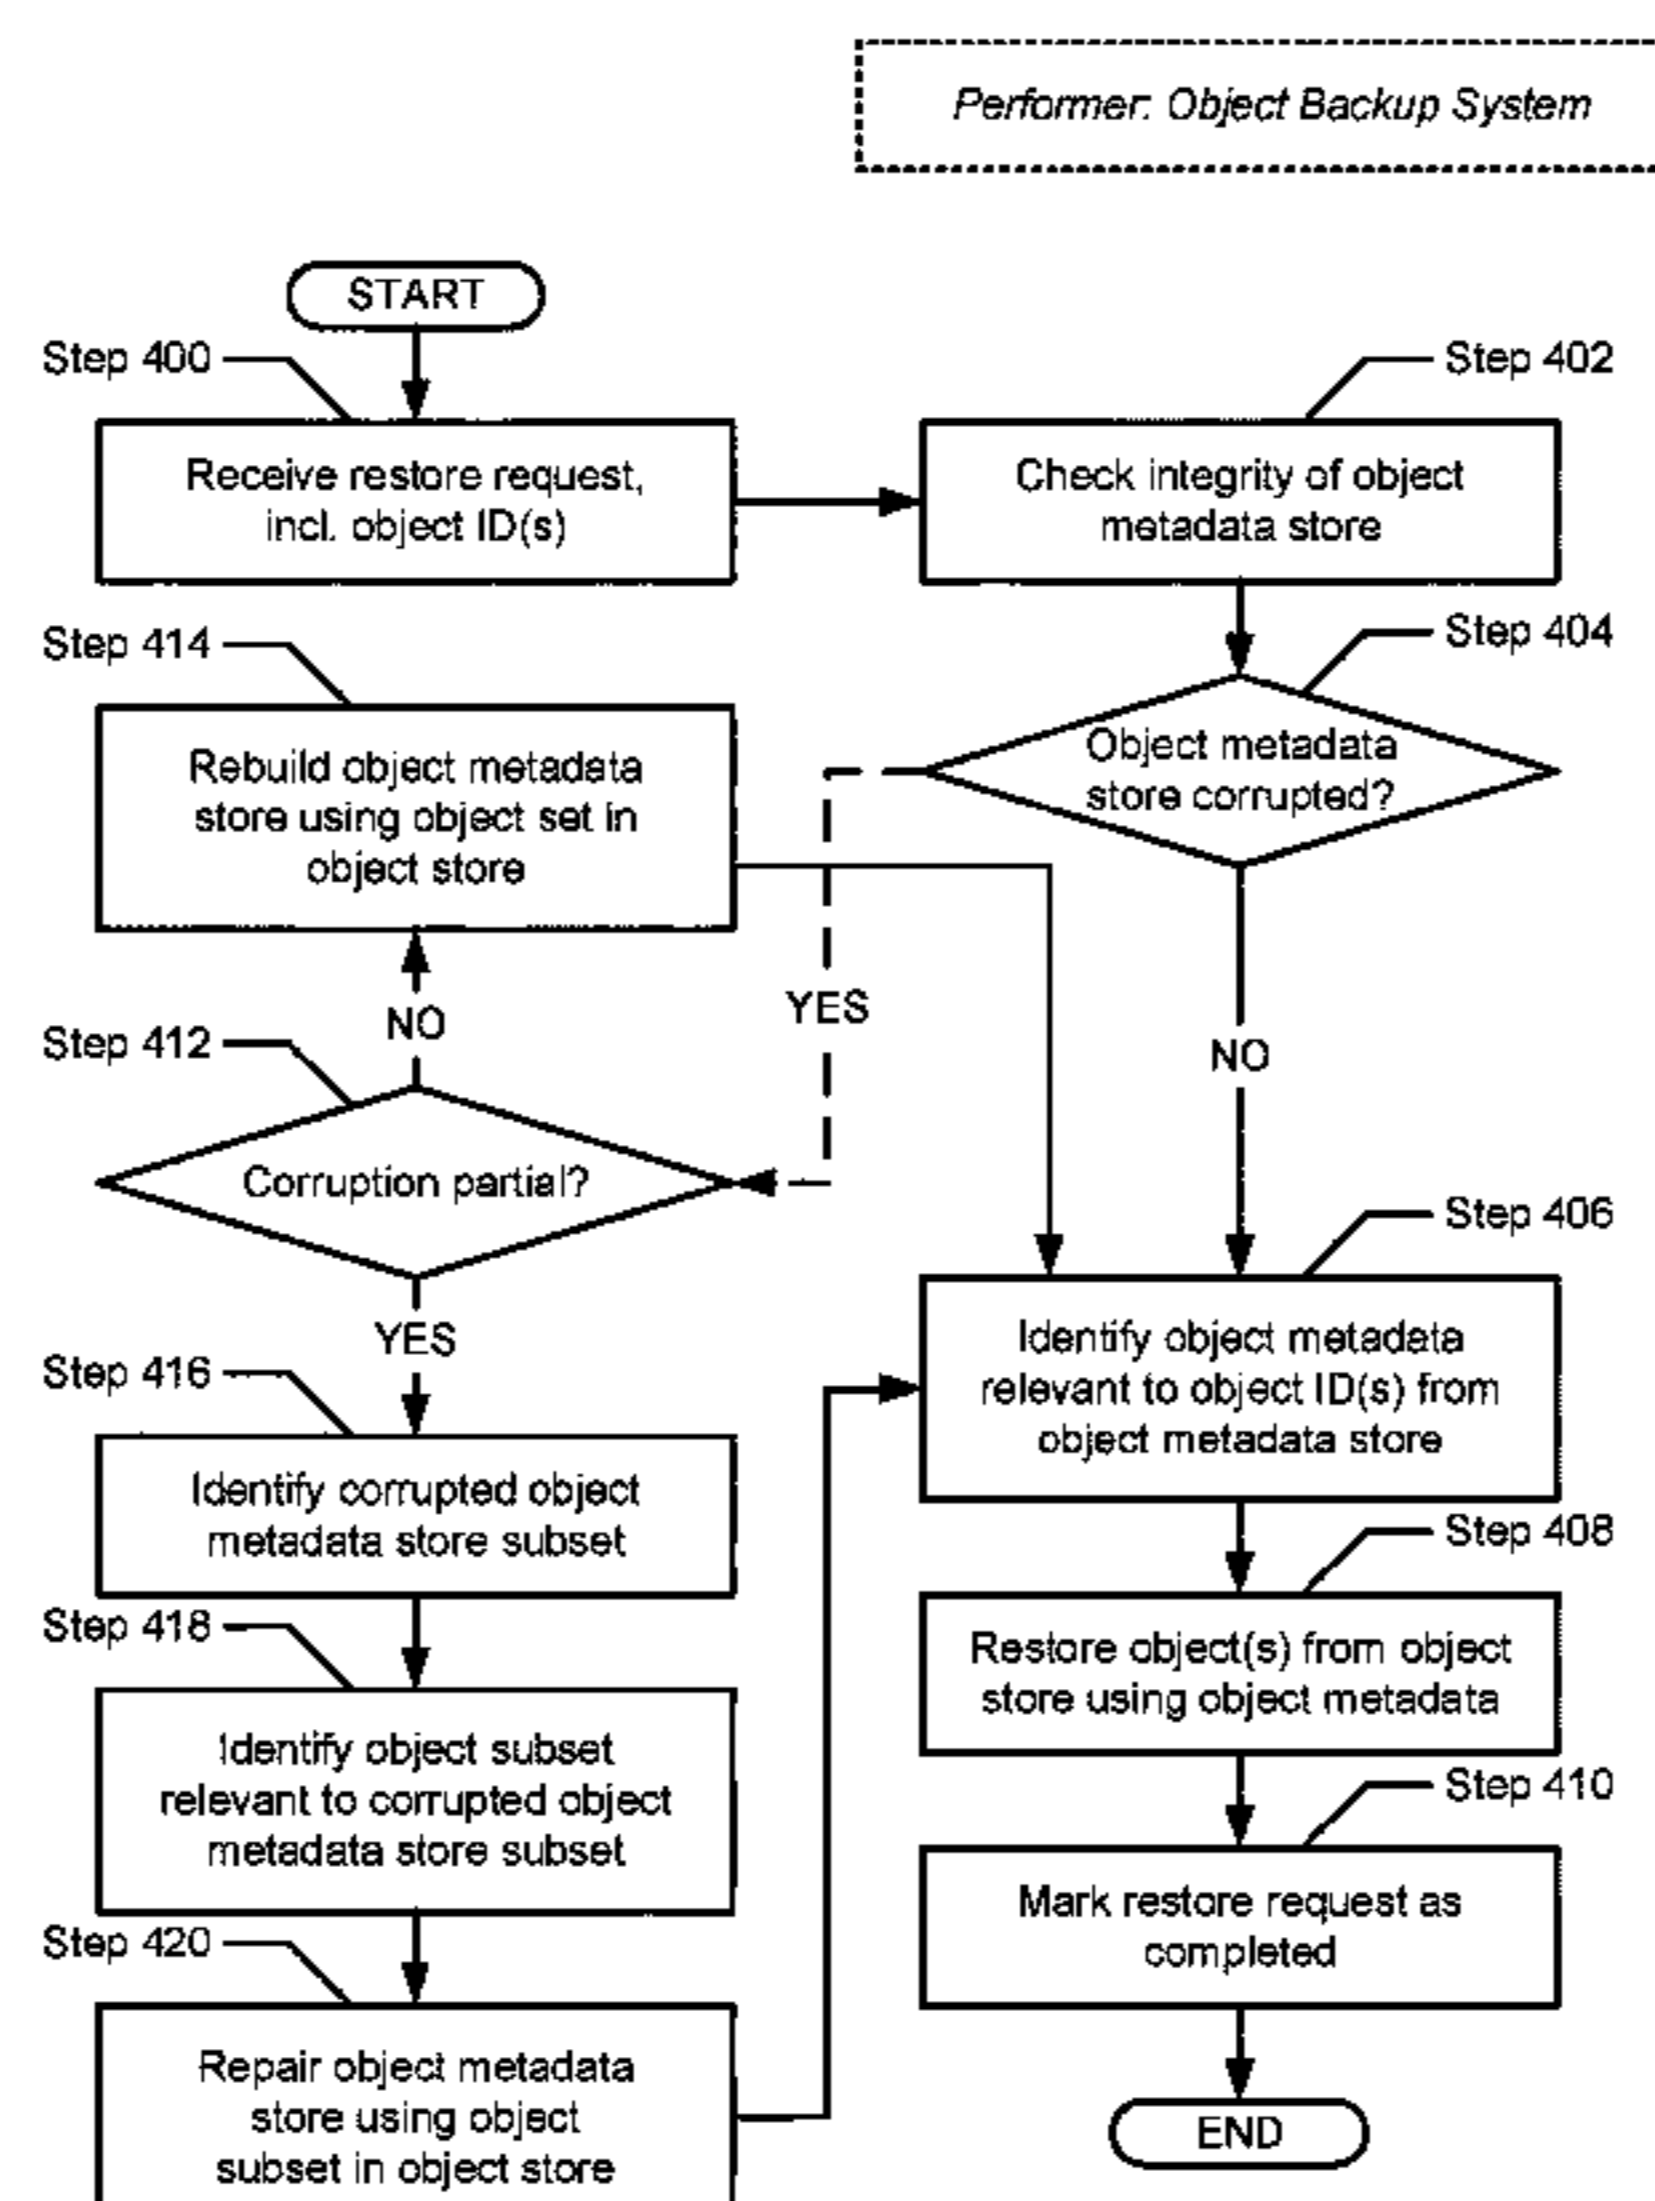 Performer: Object Backup System
START
Step 400
Receive restore request,
incl. object ID(s)
Step 402
Check integrity of object
metadata store
Step 404
Object metadata
store corrupted?
Step 414
Rebuild object metadata
store using object set in
object store
NO
YES
NO
Step 412
Corruption partial?
YES
Step 406
Identify object metadata
relevant to object ID(s) from
object metadata store
Step 416
Identify corrupted object
metadata store subset
Step 408
Restore object(s) from object
store using object metadata
Step 418
Identify object subset
relevant to corrupted object
metadata store subset
Step 410
Mark restore request as
completed
Step 420
Repair object metadata
store using object
subset in object store
END